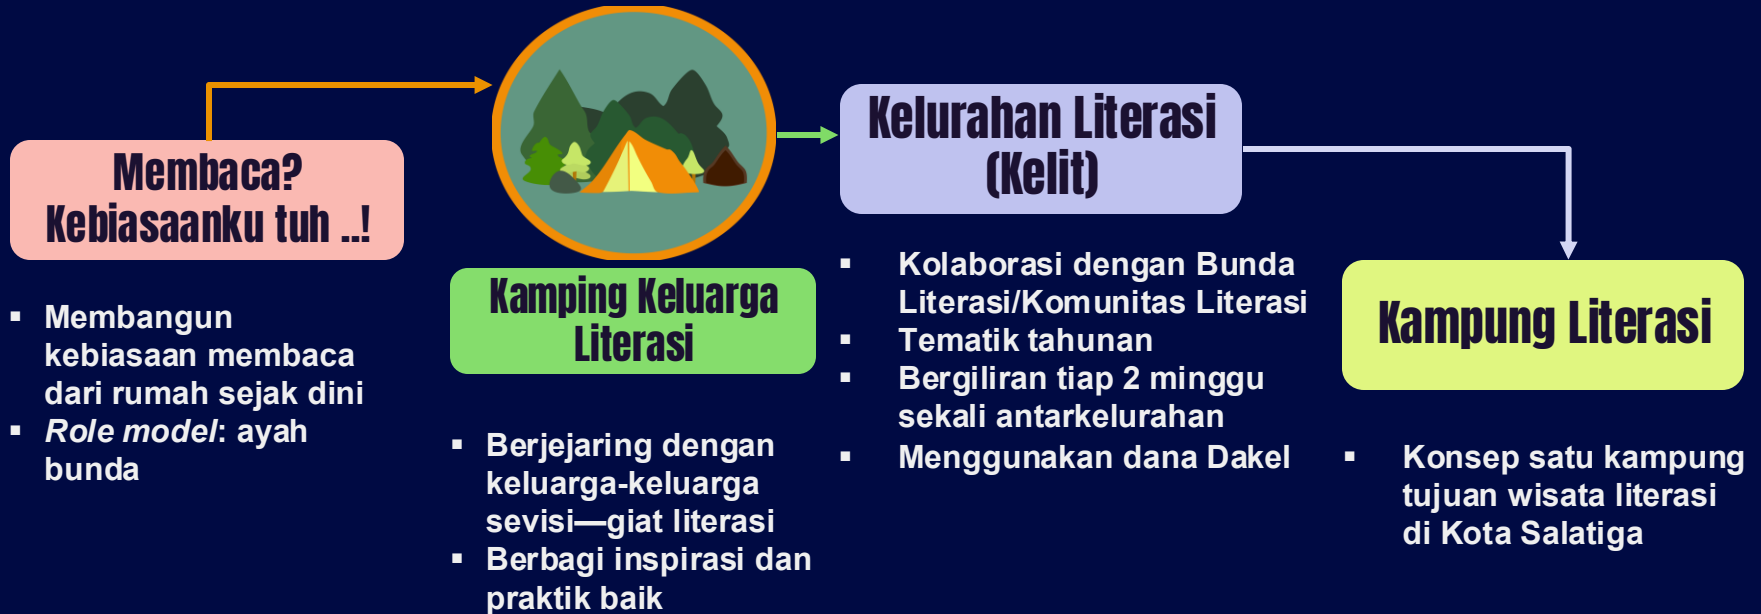 Membaca?
Kebiasaanku tuh ..!
▪ Membangun
kebiasaan membaca
dari rumah sejak dini
▪ Role model: ayah
bunda
Kamping Keluarga
Literasi
▪ Berjejaring dengan
keluarga-keluarga
sevisi—giat literasi
▪ Berbagi inspirasi dan
praktik baik
Kelurahan Literasi
(Kelit)
▪ Kolaborasi dengan Bunda
Literasi/Komunitas Literasi
▪ Tematik tahunan
▪ Bergiliran tiap 2 minggu
sekali antarkelurahan
▪ Menggunakan dana Dakel
Kampung Literasi
▪ Konsep satu kampung
tujuan wisata literasi
di Kota Salatiga